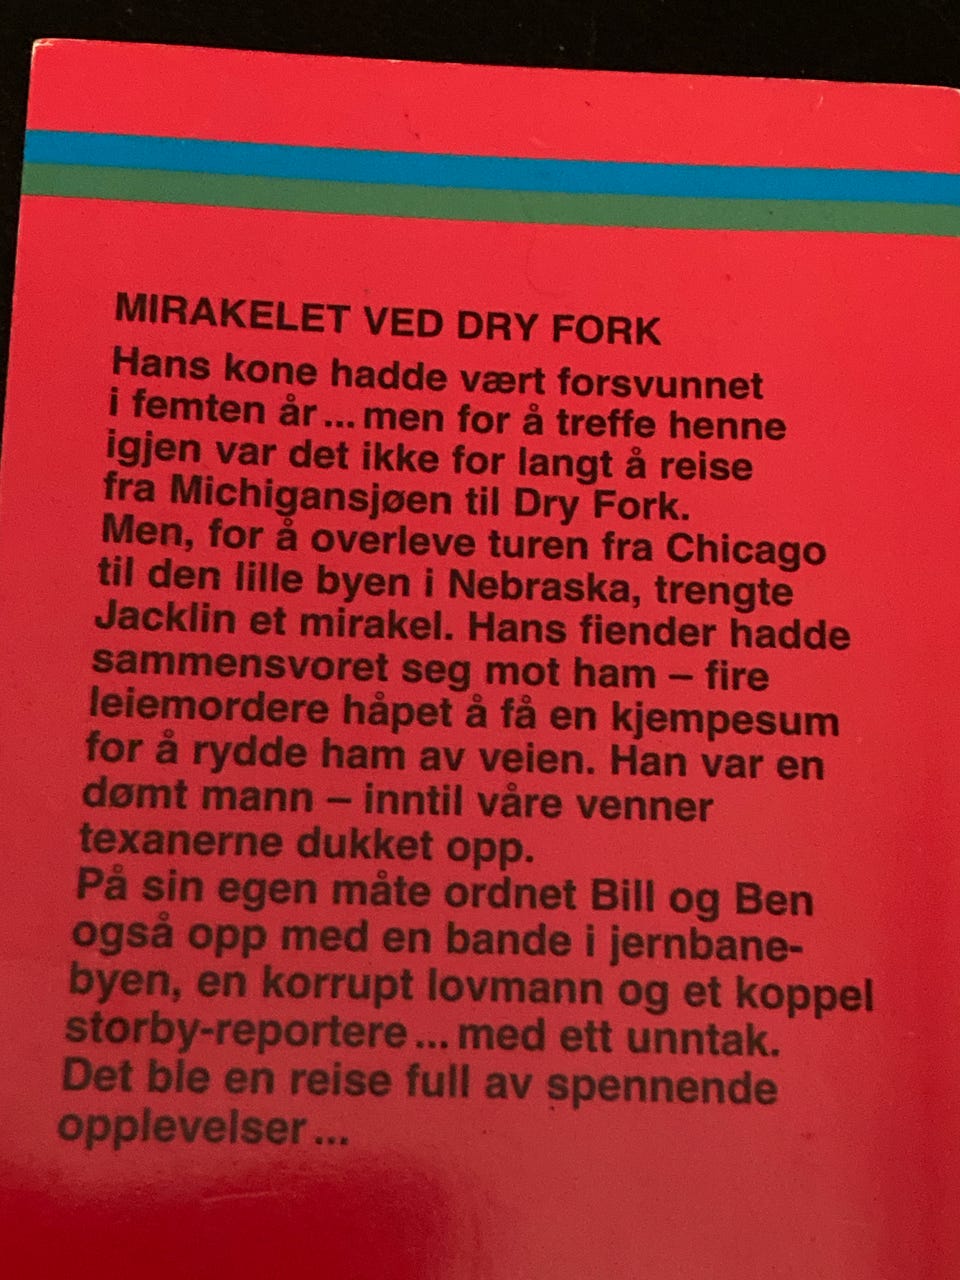 MIRAKELET VED DRY FORK
Hans kone hadde vært forsvunnet
i femten år... men for å treffe henne
igjen var det ikke for langt å reise
fra Michigansjøen til Dry Fork.
Men, for å overleve turen fra Chicago
til den lille byen i Nebraska, trengte
Jacklin et mirakel. Hans fiender hadde
sammensvoret seg mot ham – fire
leiemordere håpet å få en kjempesum
for å rydde ham av veien. Han var en
dømt mann – inntil våre venner
texanerne dukket opp.
På sin egen måte ordnet Bill og Ben
også opp med en bande i jernbane-
byen, en korrupt lovmann og et koppel
storby-reportere... med ett unntak.
Det ble en reise full av spennende
opplevelser...